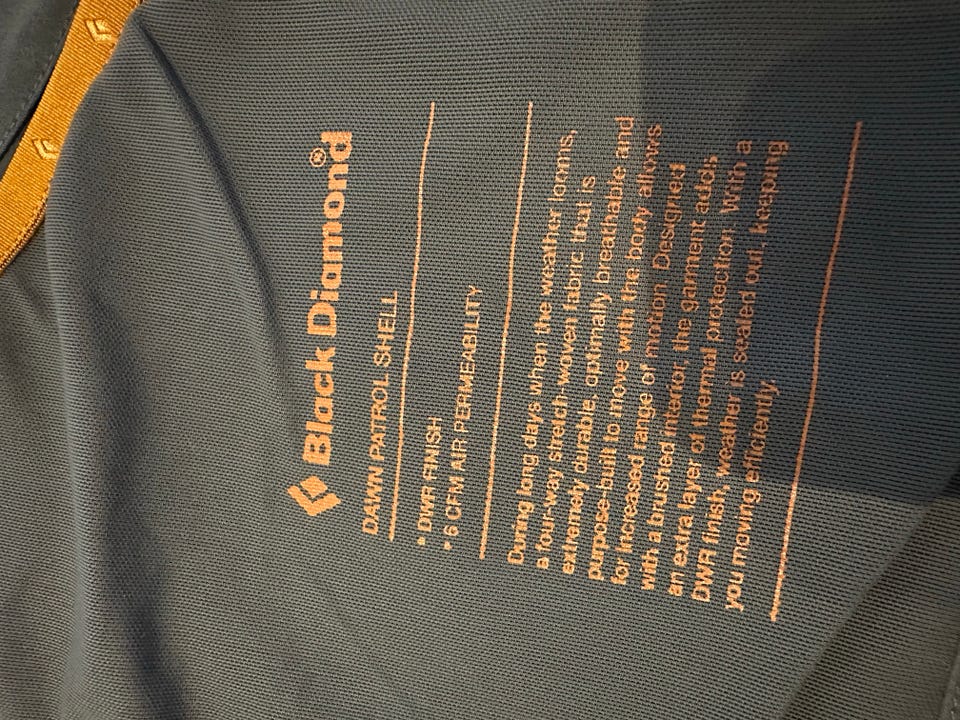 Black Diamond®
DAWN PATROL SHELL
• DWR FINISH
• 6 CFM AIR PERMEABILITY
During long days when the weather looms,
a four-way stretch-woven fabric that is
extremely durable, optimally breathable and
purpose-built to move with the body allows
for increased range of motion. Designed
with a brushed interior, the garment adds
an extra layer of thermal protection. With a
DWR finish, weather is sealed out, keeping
you moving efficiently